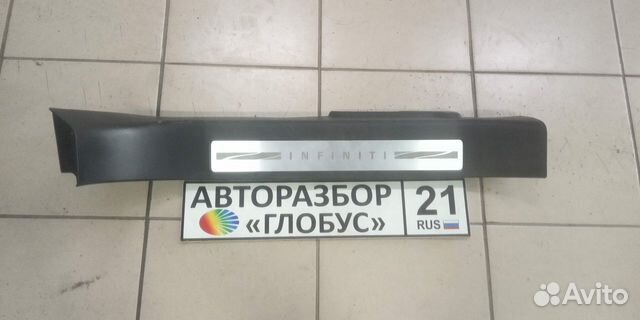 INFINITI
АВТОРАЗБОР
«ГЛОБУС»
21
RUS
Avito